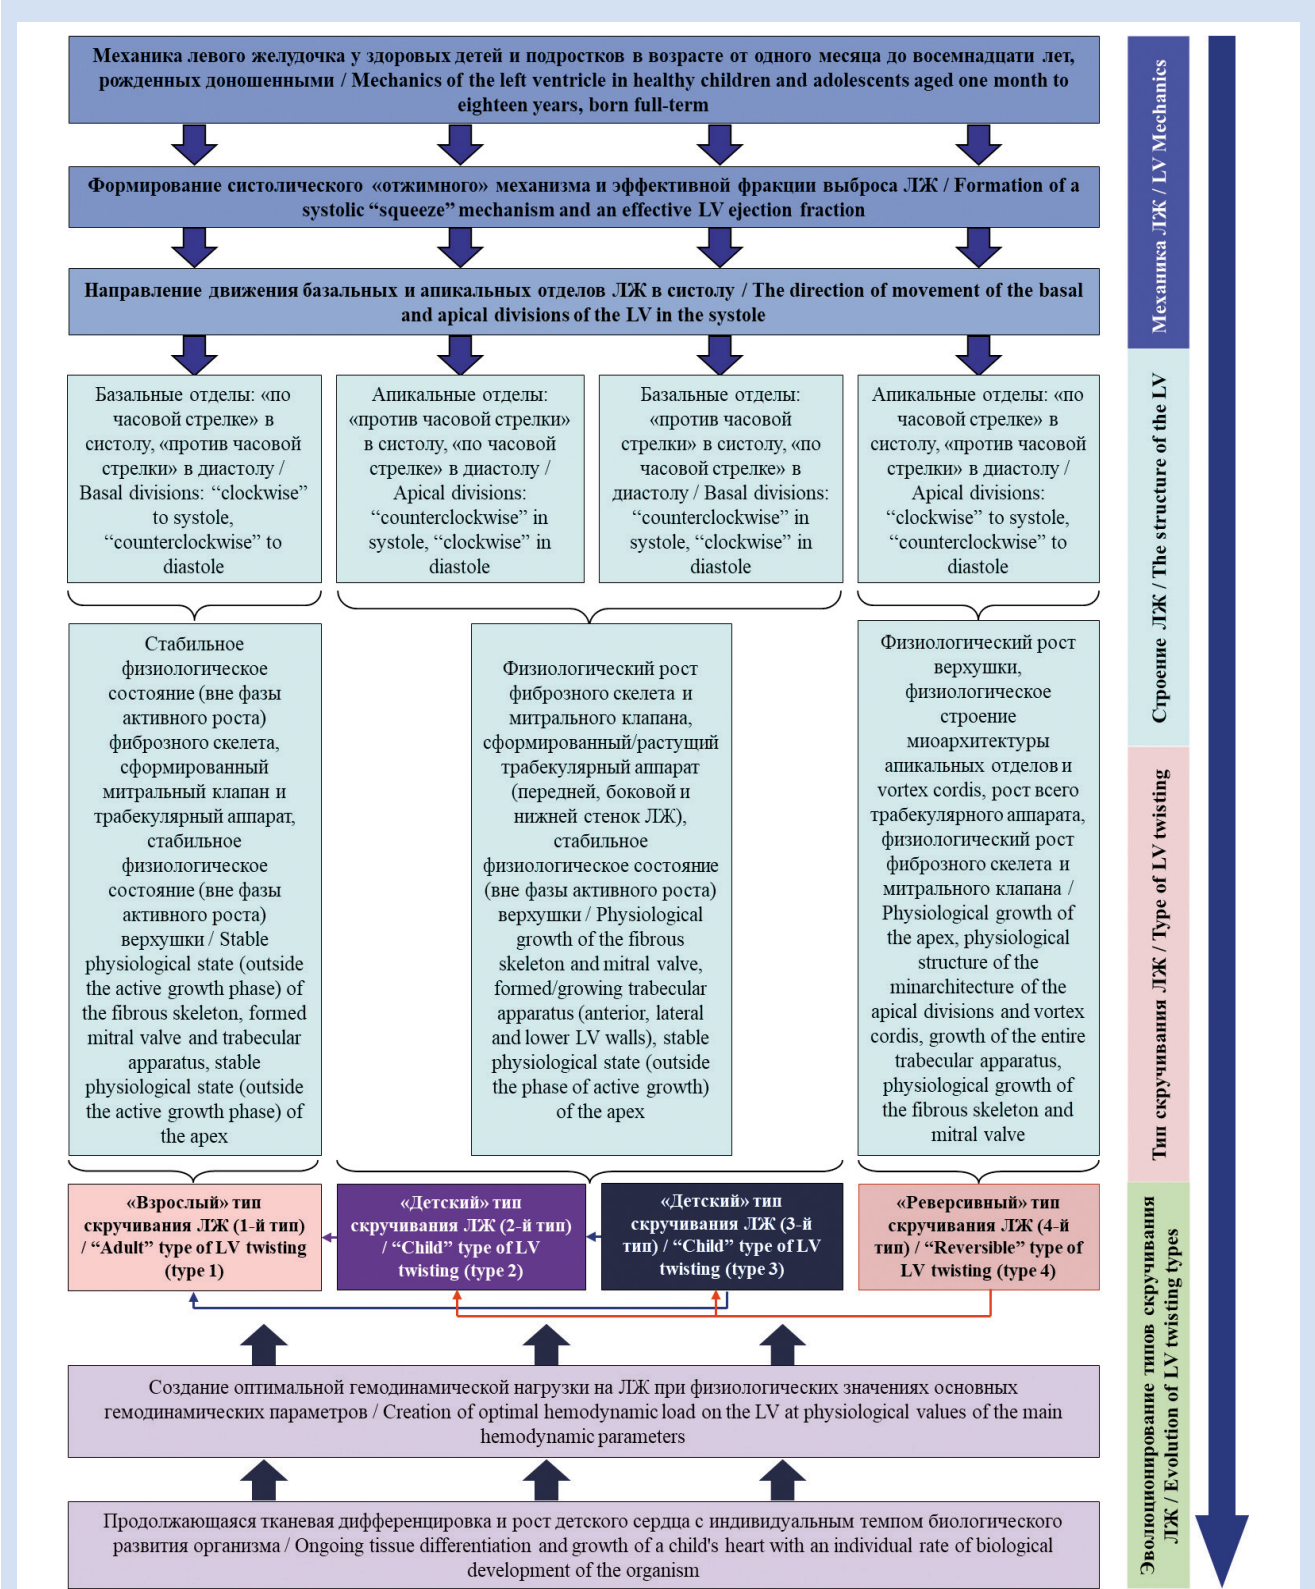 Механика левого желудочка у здоровых детей и подростков в возрасте от одного месяца до восемнадцати лет,
рожденных доношенными / Mechanics of the left ventricle in healthy children and adolescents aged one month to
eighteen years, born full-term
Формирование систолического «отжимного» механизма и эффективной фракции выброса ЛЖ / Formation of a
systolic “squeeze” mechanism and an effective LV ejection fraction
Направление движения базальных и апикальных отделов ЛЖ в систолу / The direction of movement of the basal
and apical divisions of the LV in the systole
Базальные отделы: «по
часовой стрелке» в
систолу, «против часовой
стрелки» в диастолу /
Basal divisions: “clockwise”
to systole,
“counterclockwise” to
diastole
Апикальные отделы:
«против часовой стрелки»
в систолу, «по часовой
стрелке» в диастолу /
Apical divisions:
“counterclockwise” in
systole, “clockwise” in
diastole
Базальные отделы:
«против часовой
стрелки» в систолу, «по
часовой стрелке» в
диастолу / Basal divisions:
“counterclockwise” in
systole, “clockwise” in
diastole
Апикальные отделы: «по
часовой стрелке» в
систолу, «против часовой
стрелки» в диастолу /
Apical divisions:
“clockwise” to systole,
“counterclockwise” to
diastole
Стабильное
физиологическое
состояние (вне фазы
активного роста)
фиброзного скелета,
сформированный
митральный клапан и
трабекулярный аппарат,
стабильное
физиологическое
состояние (вне фазы
активного роста)
верхушки / Stable
physiological state (outside
the active growth phase) of
the fibrous skeleton, formed
mitral valve and trabecular
apparatus, stable
physiological state (outside
the active growth phase) of
the apex
Физиологический рост
фиброзного скелета и
митрального клапана,
сформированный/растущий
трабекулярный аппарат
(передней, боковой и
нижней стенок ЛЖ),
стабильное
физиологическое состояние
(вне фазы активного роста)
верхушки / Physiological
growth of the fibrous
skeleton and mitral valve,
formed/growing trabecular
apparatus (anterior, lateral
and lower LV walls), stable
physiological state (outside
the phase of active growth)
of the apex
Физиологический рост
верхушки,
физиологическое
строение
миоархитектуры
апикальных отделов и
vortex cordis, рост всего
трабекулярного аппарата,
физиологический рост
фиброзного скелета и
митрального клапана /
Physiological growth of
the apex, physiological
structure of the
minarchitecture of the
apical divisions and vortex
cordis, growth of the entire
trabecular apparatus,
physiological growth of
the fibrous skeleton and
mitral valve
«Взрослый» тип
скручивания ЛЖ (1-й тип)
/ “Adult” type of LV twisting
(type 1)
«Детский» тип
скручивания ЛЖ (2-й тип)
/ “Child” type of LV
twisting (type 2)
«Детский» тип
скручивания ЛЖ (3-й
тип) / “Child” type of LV
twisting (type 3)
«Реверсивный» тип
скручивания ЛЖ (4-й
тип) / “Reversible” type of
LV twisting (type 4)
Создание оптимальной гемодинамической нагрузки на ЛЖ при физиологических значениях основных
гемодинамических параметров / Creation of optimal hemodynamic load on the LV at physiological values of the main
hemodynamic parameters
Продолжающаяся тканевая дифференцировка и рост детского сердца с индивидуальным темпом биологического
развития организма / Ongoing tissue differentiation and growth of a child's heart with an individual rate of biological
development of the organism
Механика ЛЖ / LV Mechanics
Строение ЛЖ / The structure of the LV
Тип скручивания ЛЖ / Type of LV twisting
Эволюционирование типов скручивания
ЛЖ / Evolution of LV twisting types